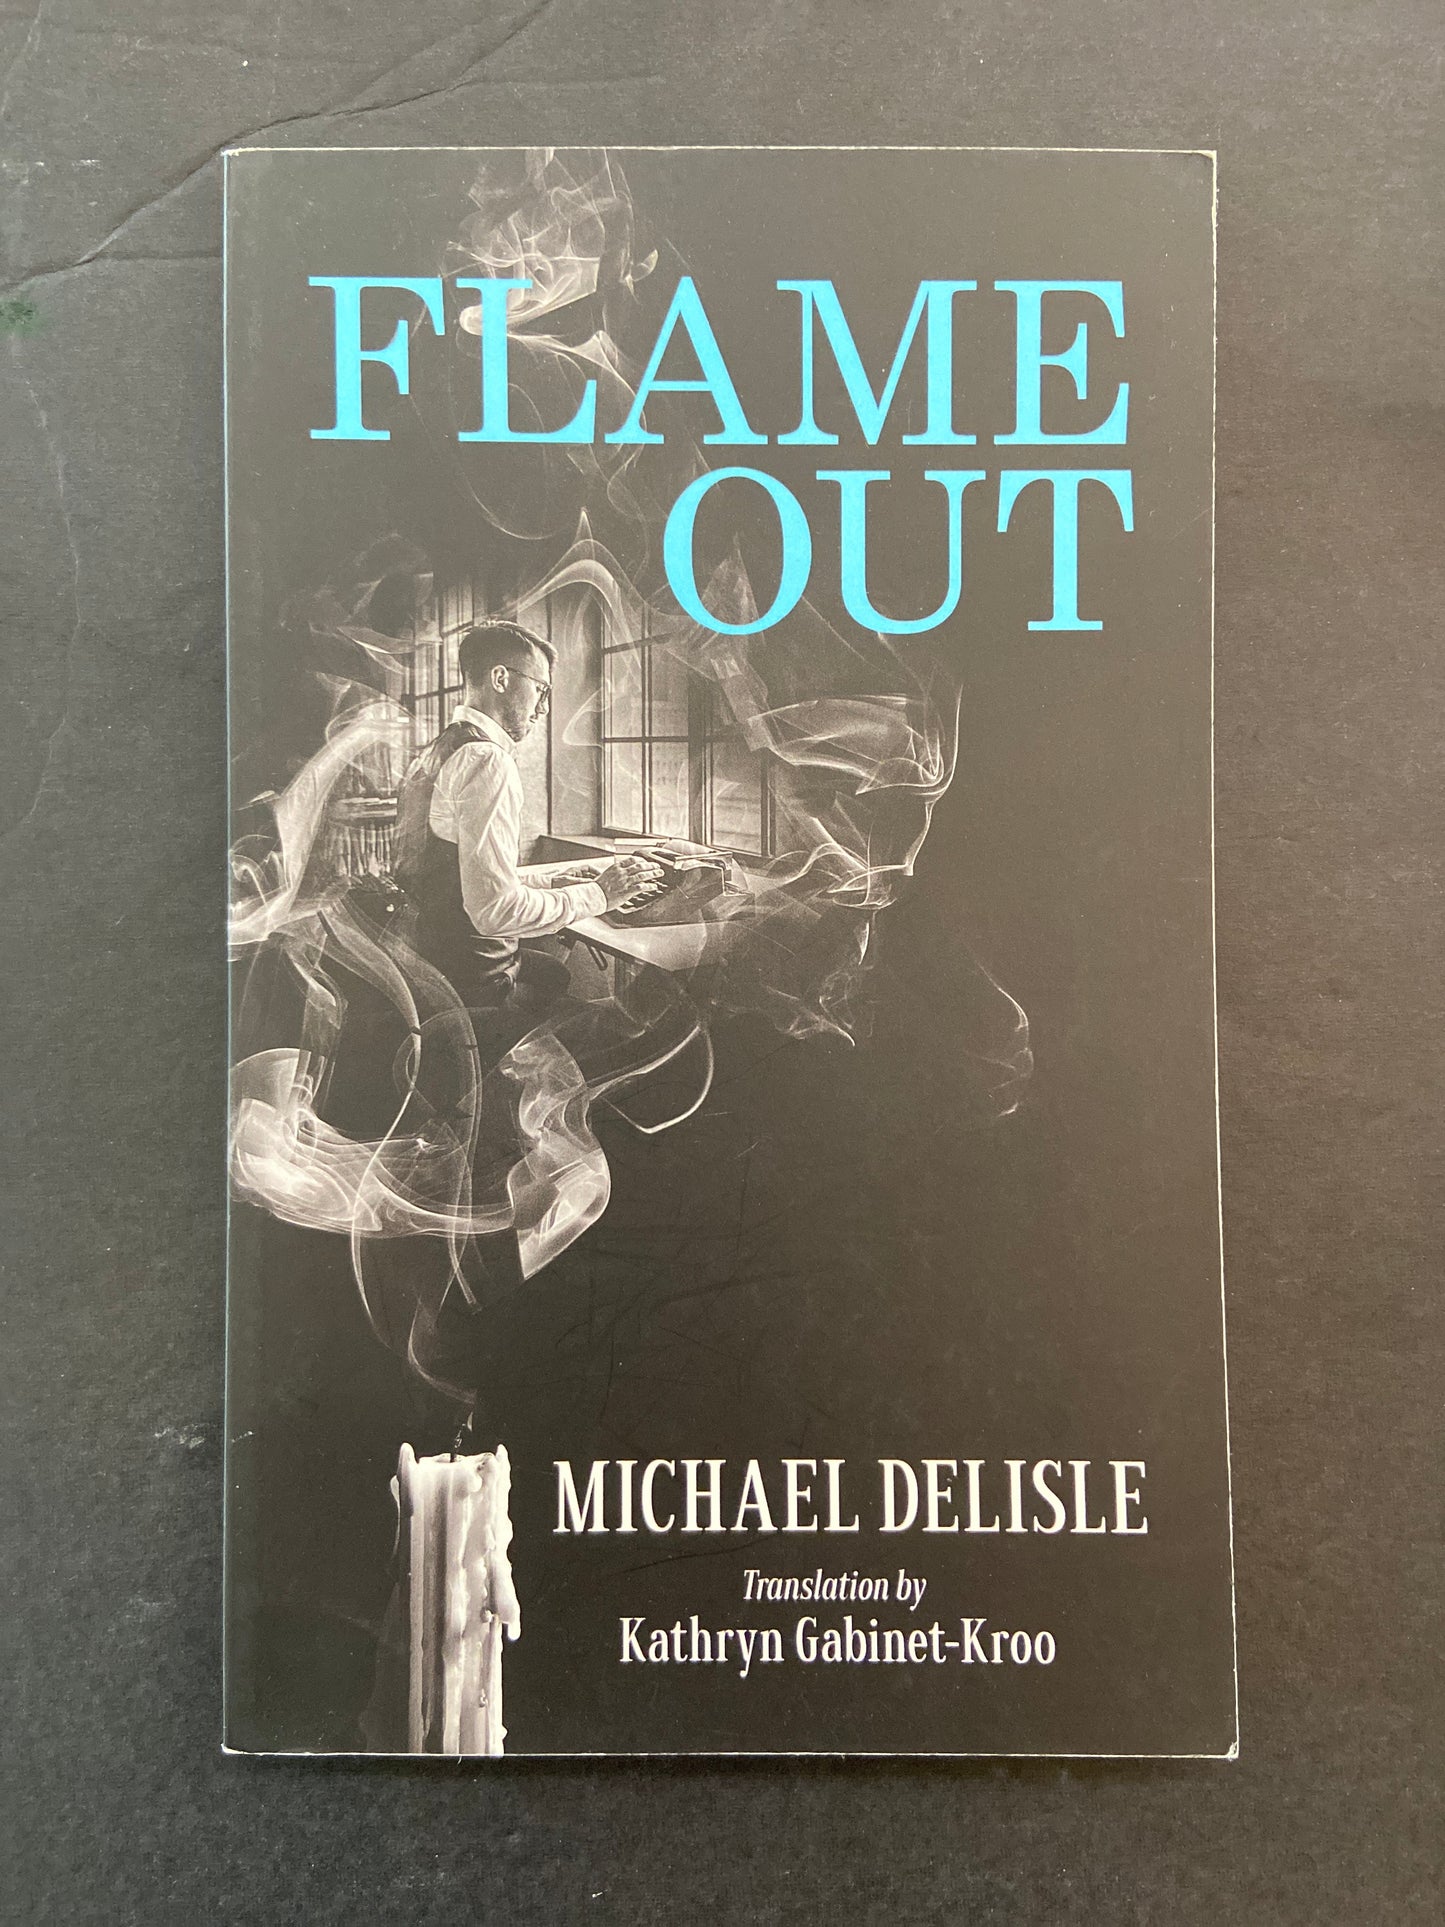 FLAME
OUT
MICHAEL DELISLE
Translation by
Kathryn Gabinet-Kroo